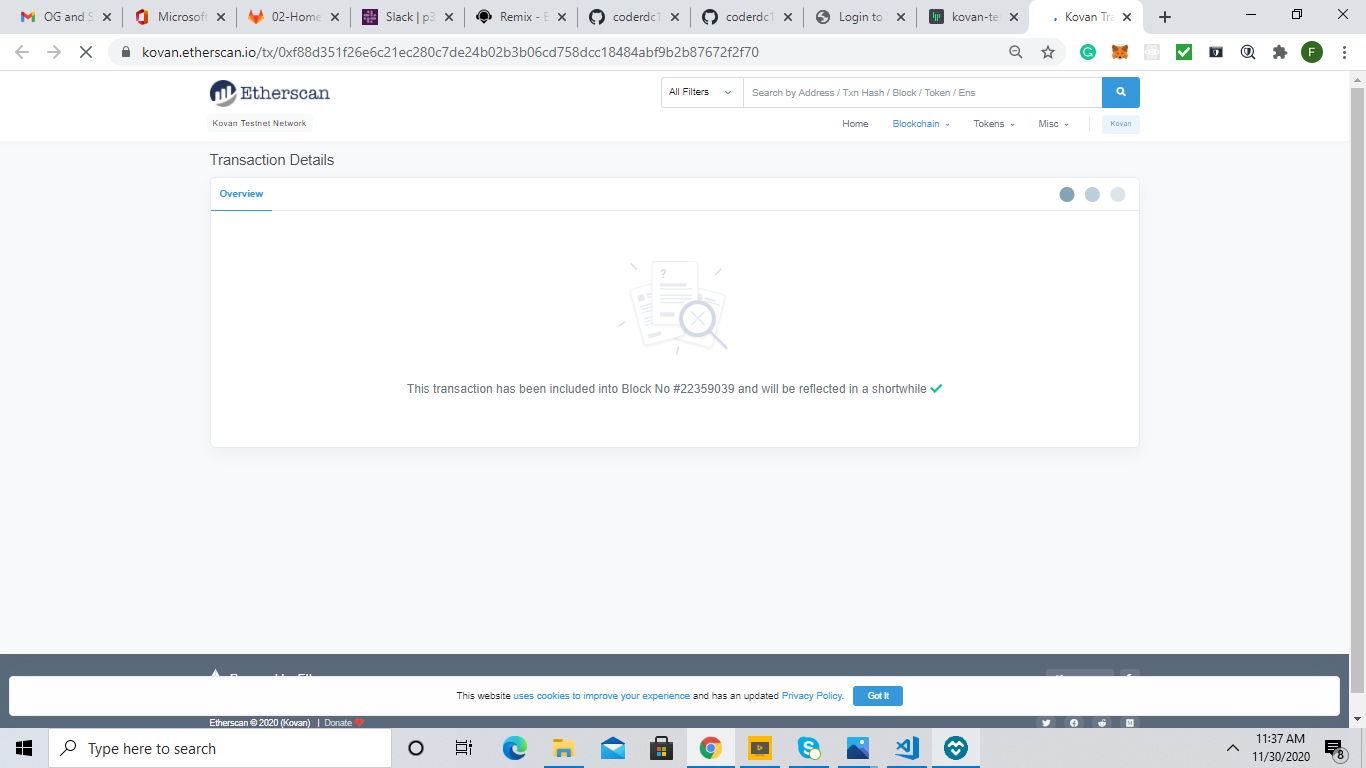 OG and S
Microsoft
02-Home
Slack | p3
Remix - E
coderdc1
coderdc1
Login to
kovan-te
Kovan Tra
kovan.etherscan.io/tx/0xf88d351f26e6c21ec280c7de24b02b3b06cd758dcc18484abf9b2b87672f2f70
F
Etherscan
All Filters
Search by Address / Txn Hash / Block / Token / Ens
Kovan Testnet Network
Home Blockchain Tokens Misc Kovan
Transaction Details
Overview
?
This transaction has been included into Block No #22359039 and will be reflected in a shortwhile
This website uses cookies to improve your experience and has an updated Privacy Policy. Got It
Etherscan © 2020 (Kovan) | Donate
Type here to search
11:37 AM
11/30/2020
8